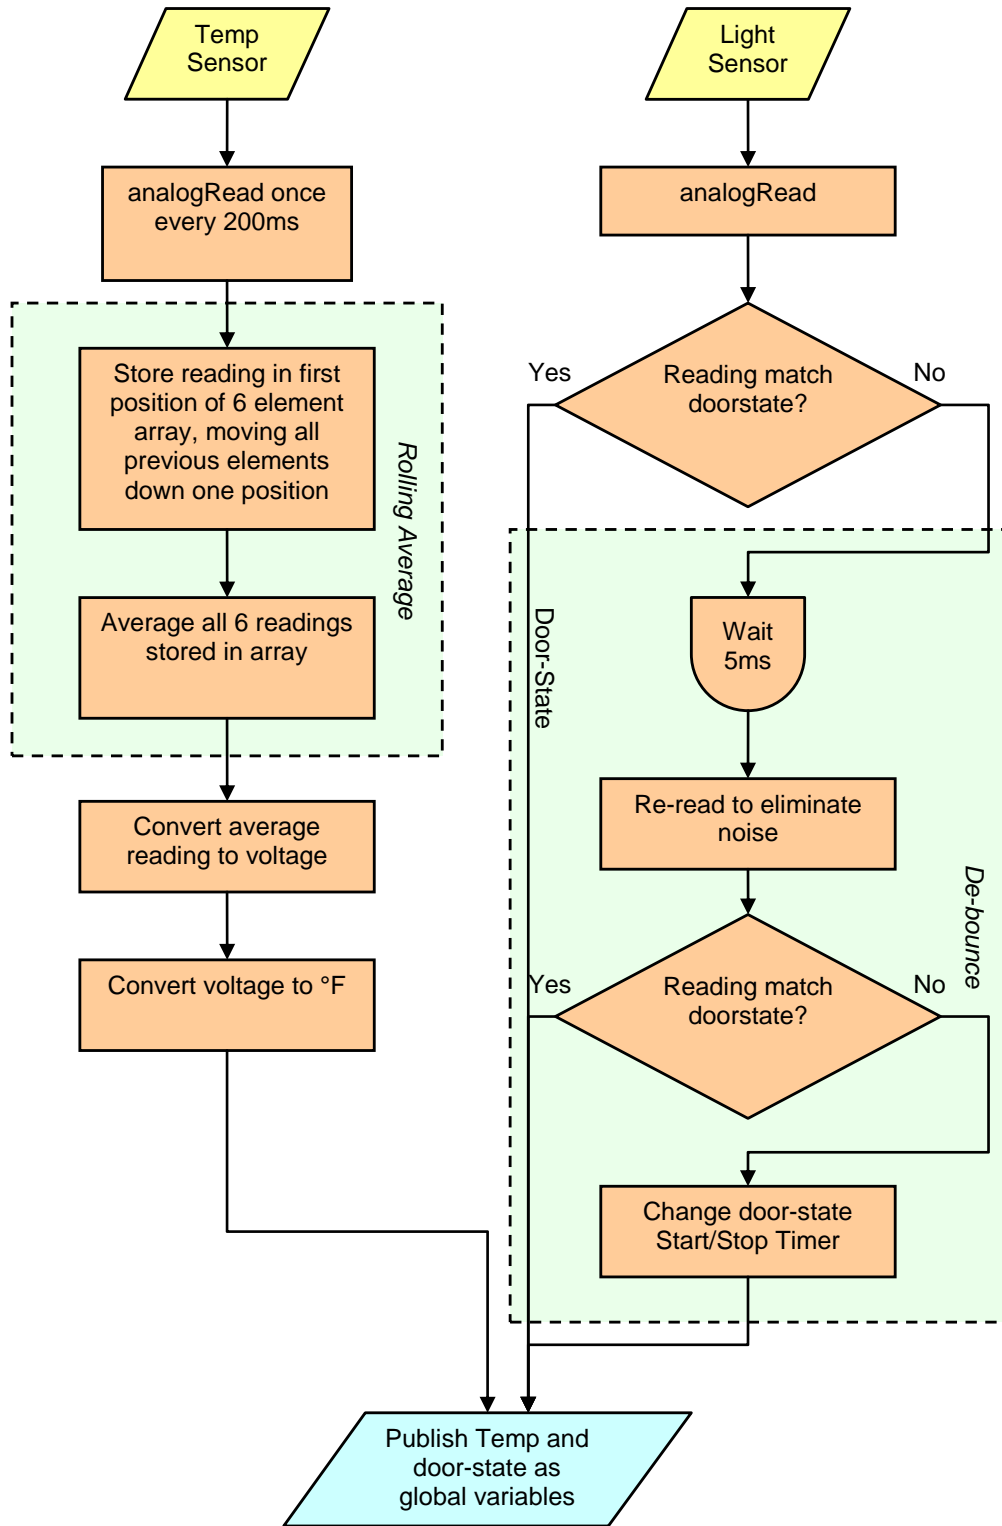 Temp
Sensor
analogRead once
every 200ms
Store reading in first
position of 6 element
array, moving all
previous elements
down one position
Rolling Average
Average all 6 readings
stored in array
Convert average
reading to voltage
Convert voltage to °F
Light
Sensor
analogRead
Yes
Reading match
doorstate?
No
Door-State
Wait
5ms
Re-read to eliminate
noise
De-bounce
Yes
Reading match
doorstate?
No
Change door-state
Start/Stop Timer
Publish Temp and
door-state as
global variables